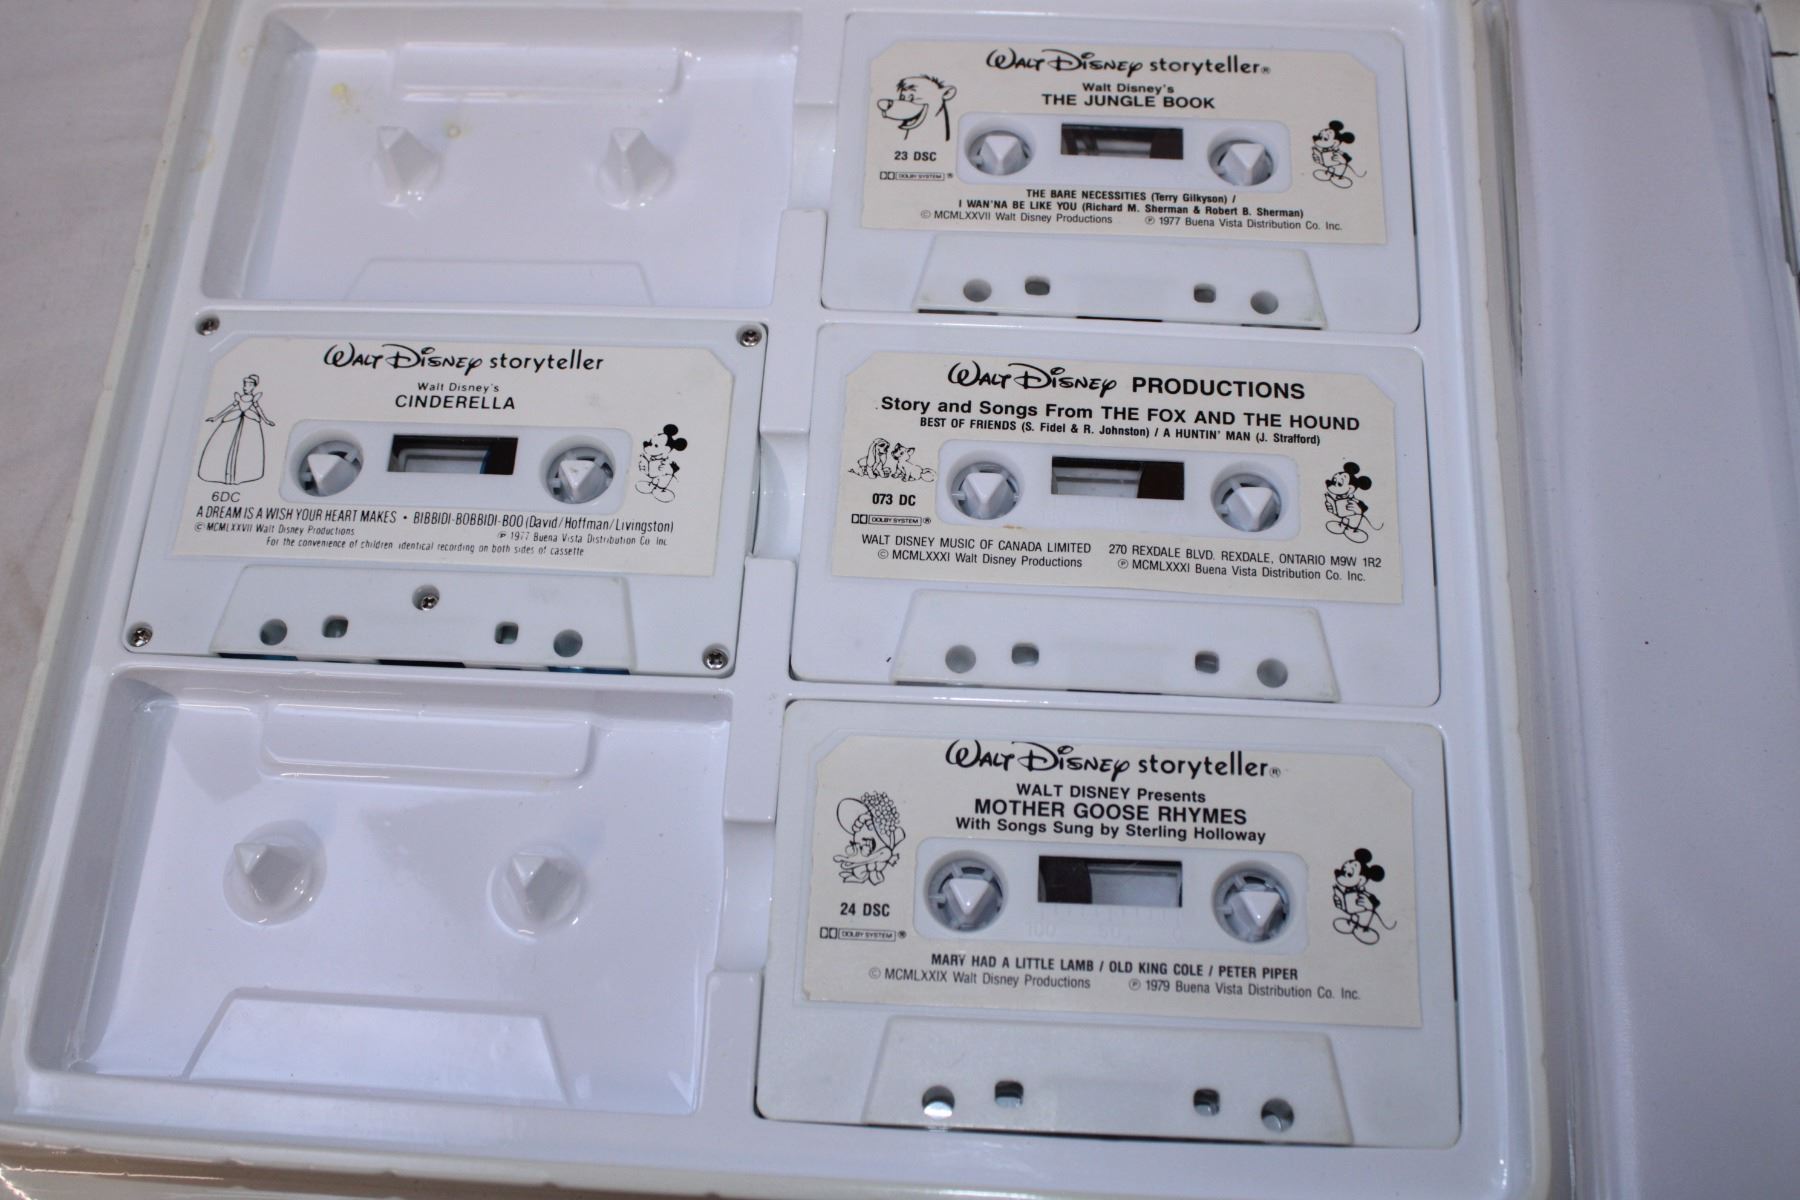 WALT DISNEY storyteller®
Walt Disney's
THE JUNGLE BOOK
23 DSC
DOLBY SYSTEM ®
THE BARE NECESSITIES (Terry Gilkyson) /
I WAN'NA BE LIKE YOU (Richard M. Sherman & Robert B. Sherman)
© MCMLXXVII Walt Disney Productions ℗ 1977 Buena Vista Distribution Co. Inc.
WALT DISNEY storyteller
Walt Disney's
CINDERELLA
6DC
A DREAM IS A WISH YOUR HEART MAKES • BIBBIDI-BOBBIDI-BOO (David/Hoffman/Livingston)
© MCMLXXVII Walt Disney Productions ℗ 1977 Buena Vista Distribution Co. Inc.
For the convenience of children identical recording on both sides of cassette
WALT DISNEY PRODUCTIONS
Story and Songs From THE FOX AND THE HOUND
BEST OF FRIENDS (S. Fidel & R. Johnston) / A HUNTIN' MAN (J. Strafford)
073 DC
DOLBY SYSTEM ®
WALT DISNEY MUSIC OF CANADA LIMITED 270 REXDALE BLVD. REXDALE, ONTARIO M9W 1R2
© MCMLXXXI Walt Disney Productions ℗ MCMLXXXI Buena Vista Distribution Co. Inc.
WALT DISNEY storyteller®
WALT DISNEY Presents
MOTHER GOOSE RHYMES
With Songs Sung by Sterling Holloway
24 DSC
DOLBY SYSTEM ®
100 50 0
MARY HAD A LITTLE LAMB / OLD KING COLE / PETER PIPER
© MCMLXXIX Walt Disney Productions ℗ 1979 Buena Vista Distribution Co. Inc.